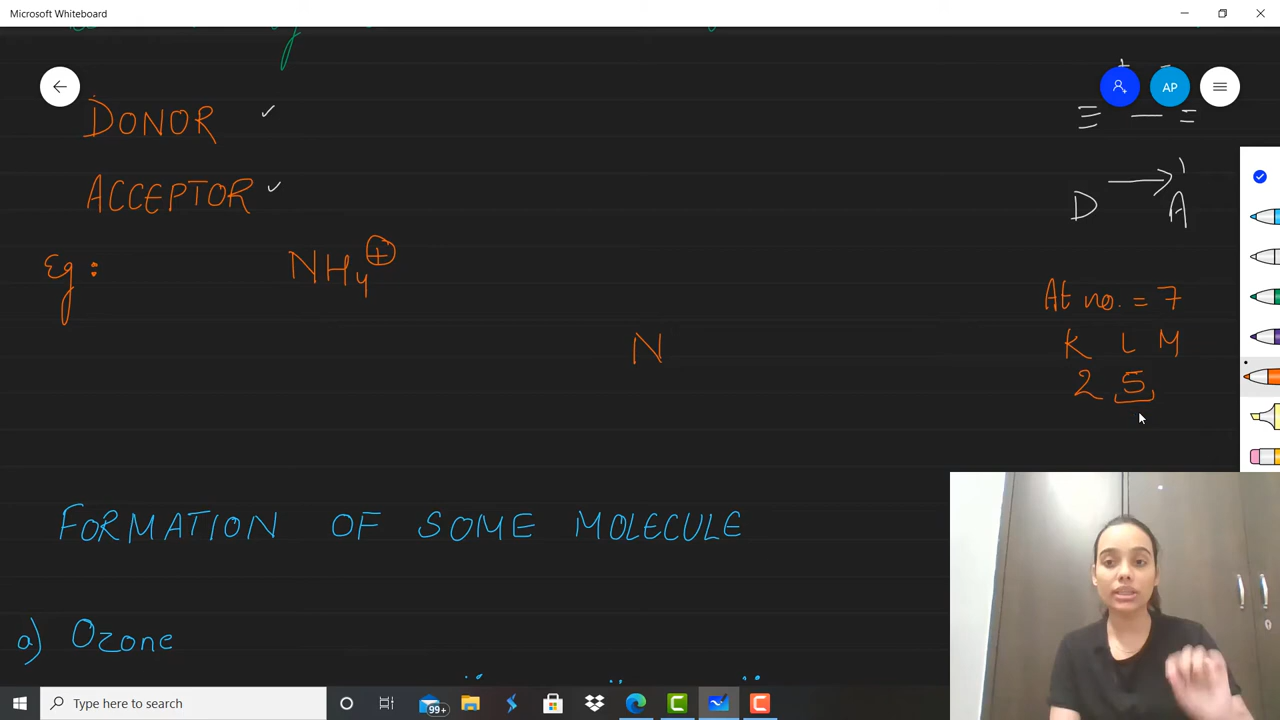 Microsoft Whiteboard
AP
DONOR ✓
ACCEPTOR ✓
D → A
Eg : NH4+
At no. = 7
K L M
2 5
N
FORMATION OF SOME MOLECULE
a) Ozone
Type here to search
99+